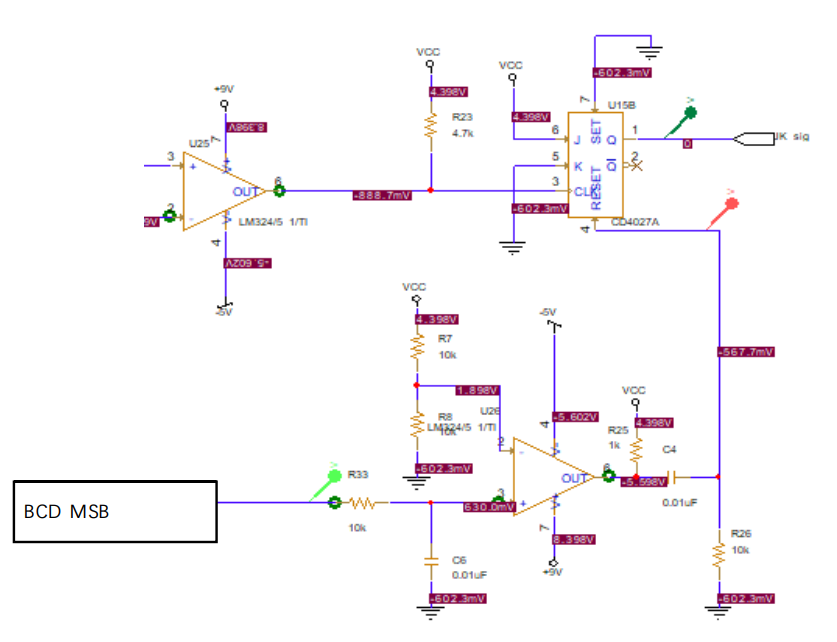 VCC
VCC
-602.3mV
7
4.398V
+9V
R23
4.7k
4.398V
U15B
8.398V
7
U25
3
+
6
J
SET
Q
1
JK sig
0
5
K
QI
2
OUT
6
-888.7mV
3
CLK
RESET
-602.3mV
9V
2
-
LM324/5_1/TI
4
CD4027A
4
-5.602V
-5V
VCC
-5V
4.398V
R7
10k
-567.7mV
1.898V
VCC
R8
10k
U26
LM324/5_1/TI
4
-5.602V
4.398V
R25
1k
C4
2
-
-602.3mV
OUT
6
-5.598V
0.01uF
R33
10k
3
+
630.0mV
BCD MSB
7
8.398V
+9V
R26
10k
C6
0.01uF
-602.3mV
-602.3mV